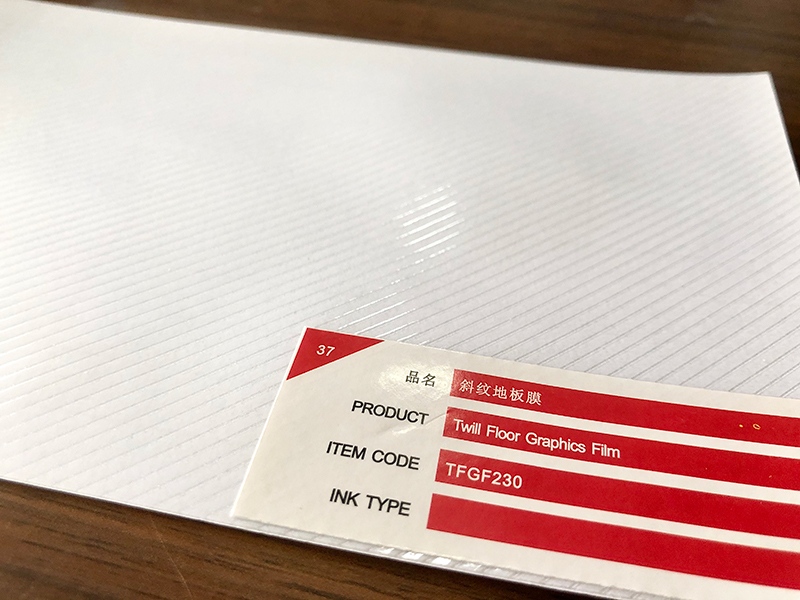 37
品名 斜纹地板膜
PRODUCT Twill Floor Graphics Film
ITEM CODE TFGF230
INK TYPE